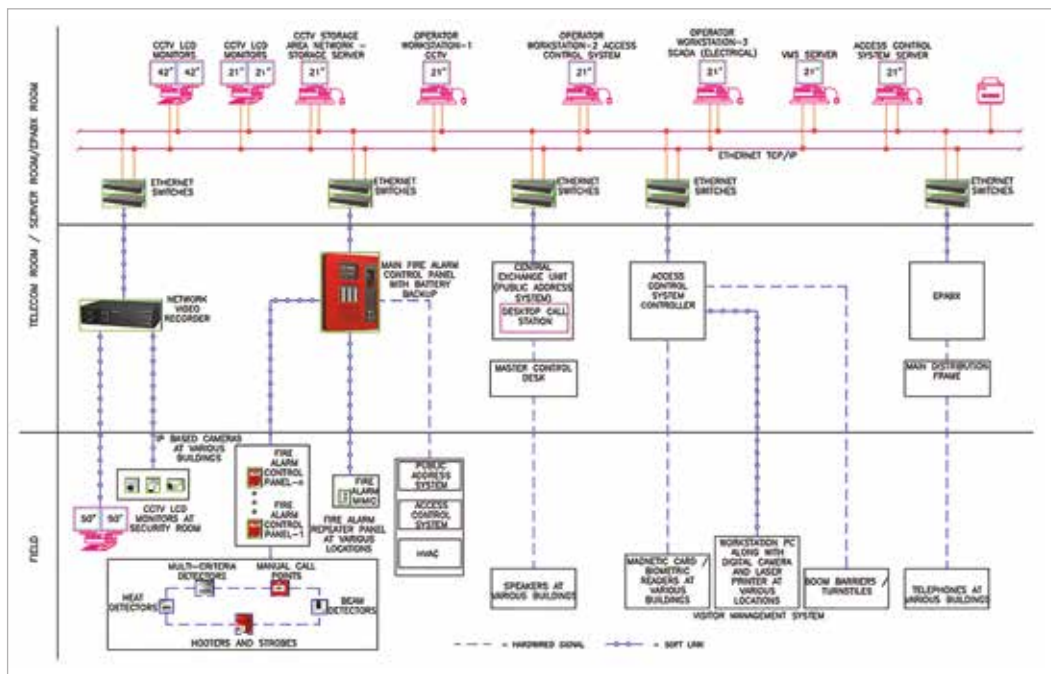 CCTV LCD
MONITORS
42" 42"
CCTV LCD
MONITORS
21" 21"
CCTV STORAGE
AREA NETWORK -
STORAGE SERVER
21"
OPERATOR
WORKSTATION-1
CCTV
21"
OPERATOR
WORKSTATION-2 ACCESS
CONTROL SYSTEM
21"
OPERATOR
WORKSTATION-3
SCADA (ELECTRICAL)
21"
VMS SERVER
21"
ACCESS CONTROL
SYSTEM SERVER
21"
ETHERNET TCP/IP
ETHERNET
SWITCHES
ETHERNET
SWITCHES
ETHERNET
SWITCHES
ETHERNET
SWITCHES
ETHERNET
SWITCHES
TELECOM ROOM / SERVER ROOM/EPABX ROOM
NETWORK
VIDEO
RECORDER
MAIN FIRE ALARM
CONTROL PANEL
WITH BATTERY
BACKUP
CENTRAL
EXCHANGE UNIT
(PUBLIC ADDRESS
SYSTEM)
DESKTOP CALL
STATION
MASTER CONTROL
DESK
ACCESS
CONTROL
SYSTEM
CONTROLLER
EPABX
MAIN DISTRIBUTION
FRAME
FIELD
IP BASED CAMERAS
AT VARIOUS
BUILDINGS
CCTV LCD
MONITORS AT
SECURITY ROOM
50" 50"
FIRE
ALARM
CONTROL
PANEL-n
FIRE
ALARM
CONTROL
PANEL-1
FIRE
ALARM
MIMIC
FIRE ALARM
REPEATER PANEL
AT VARIOUS
LOCATIONS
PUBLIC
ADDRESS
SYSTEM
ACCESS
CONTROL
SYSTEM
HVAC
MULTI-CRITERIA
DETECTORS
MANUAL CALL
POINTS
HEAT
DETECTORS
BEAM
DETECTORS
HOOTERS AND STROBES
SPEAKERS AT
VARIOUS BUILDINGS
MAGNETIC CARD /
BIOMETRIC
READERS AT
VARIOUS
BUILDINGS
WORKSTATION PC
ALONG WITH
DIGITAL CAMERA
AND LASER
PRINTER AT
VARIOUS
LOCATIONS
BOOM BARRIERS /
TURNSTILES
VISITOR MANAGEMENT SYSTEM
TELEPHONES AT
VARIOUS BUILDINGS
= HARDWIRED SIGNAL
= SOFT LINK